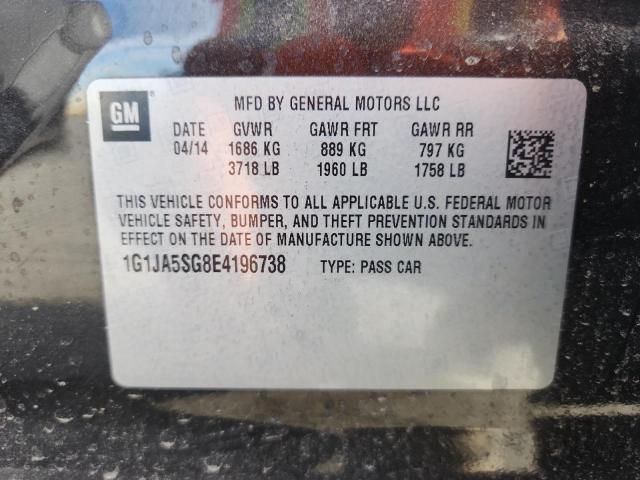 GM
MFD BY GENERAL MOTORS LLC
DATE GVWR GAWR FRT GAWR RR
04/14 1686 KG 889 KG 797 KG
3718 LB 1960 LB 1758 LB
THIS VEHICLE CONFORMS TO ALL APPLICABLE U.S. FEDERAL MOTOR
VEHICLE SAFETY, BUMPER, AND THEFT PREVENTION STANDARDS IN
EFFECT ON THE DATE OF MANUFACTURE SHOWN ABOVE.
1G1JA5SG8E4196738 TYPE: PASS CAR